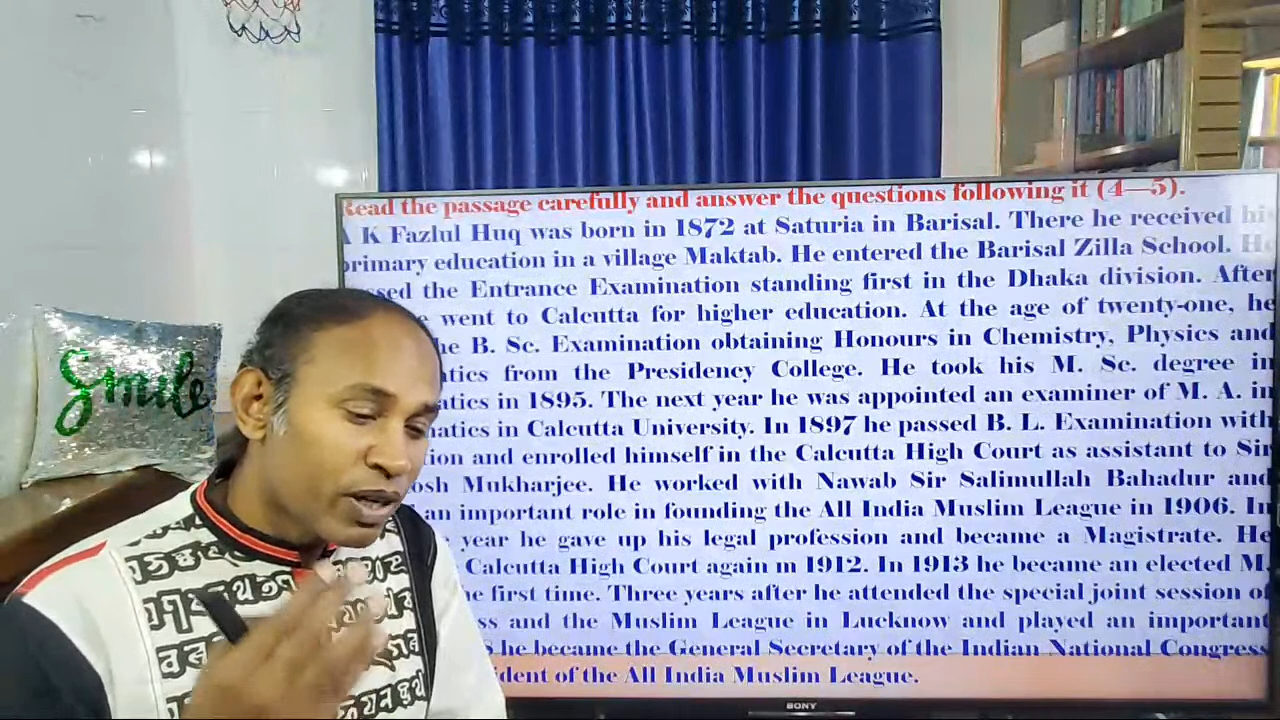 Read the passage carefully and answer the questions following it (4—5).
A K Fazlul Huq was born in 1872 at Saturia in Barisal. There he received his
primary education in a village Maktab. He entered the Barisal Zilla School. He
the Entrance Examination standing first in the Dhaka division. After
went to Calcutta for higher education. At the age of twenty-one, he
B. Sc. Examination obtaining Honours in Chemistry, Physics and
from the Presidency College. He took his M. Sc. degree in
in 1895. The next year he was appointed an examiner of M. A. in
in Calcutta University. In 1897 he passed B. L. Examination with
and enrolled himself in the Calcutta High Court as assistant to Sir
Mukharjee. He worked with Nawab Sir Salimullah Bahadur and
an important role in founding the All India Muslim League in 1906. In
year he gave up his legal profession and became a Magistrate. He
Calcutta High Court again m 1912. In 1913 he became an elected M.
first time. Three years after he attended the special joint session of
and the Muslim League in Lucknow and played an important
he became the General Secretary of the Indian National Congress
of the All India Muslim League.
Smile
SONY